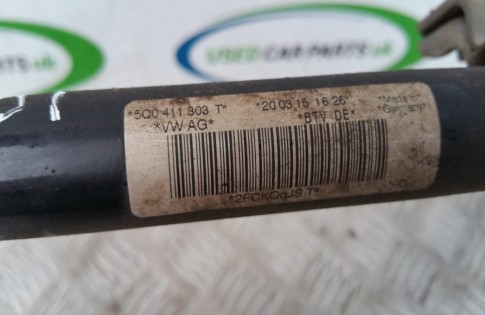 USED CAR PARTS.UK
*5Q0 411 303 T* *20.03.15 16:26* *Made in
*VW AG* *BTV DE* *Germany*